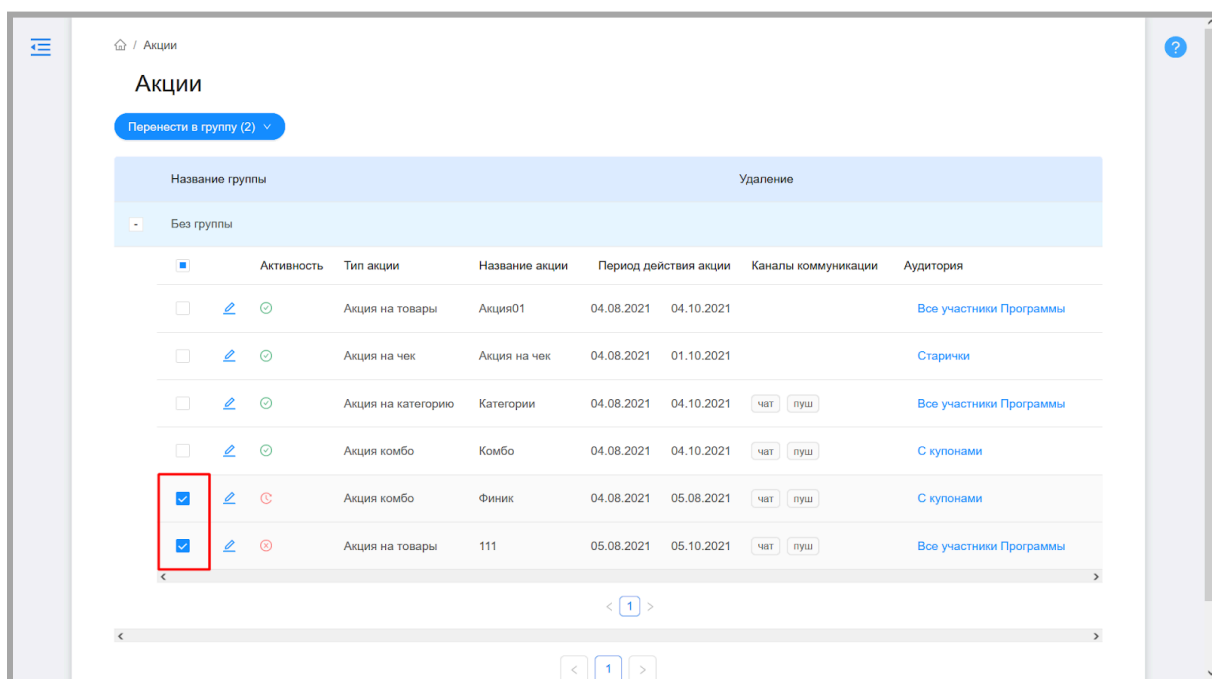 / Акции
?
Акции
Перенести в группу (2)
Название группы Удаление
- Без группы
Активность Тип акции Название акции Период действия акции Каналы коммуникации Аудитория
Акция на товары Акция01 04.08.2021 04.10.2021 Все участники Программы
Акция на чек Акция на чек 04.08.2021 01.10.2021 Старички
Акция на категорию Категории 04.08.2021 04.10.2021 чат пуш Все участники Программы
Акция комбо Комбо 04.08.2021 04.10.2021 чат пуш С купонами
Акция комбо Финик 04.08.2021 05.08.2021 чат пуш С купонами
Акция на товары 111 05.08.2021 05.10.2021 чат пуш Все участники Программы
< 1 >
< 1 >